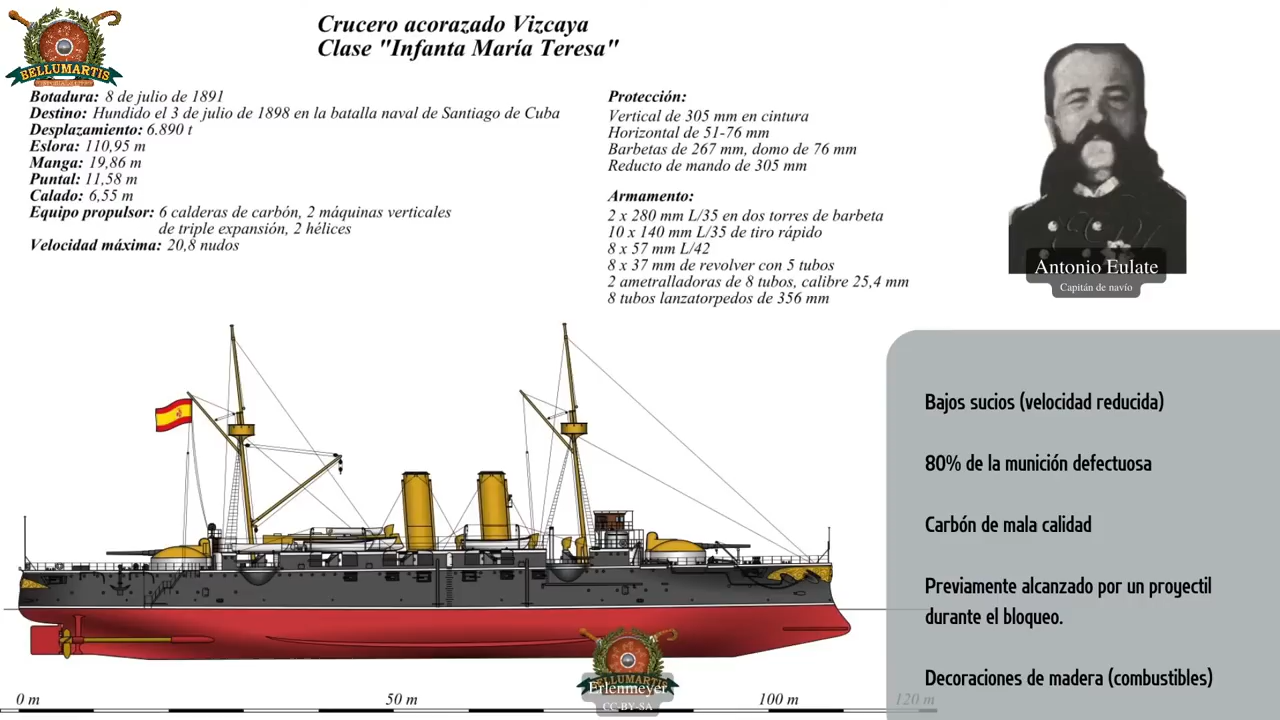 Crucero acorazado Vizcaya
Clase "Infanta María Teresa"
BELLUMARTIS
Botadura: 8 de julio de 1891
Destino: Hundido el 3 de julio de 1898 en la batalla naval de Santiago de Cuba
Desplazamiento: 6.890 t
Eslora: 110,95 m
Manga: 19,86 m
Puntal: 11,58 m
Calado: 6,55 m
Equipo propulsor: 6 calderas de carbón, 2 máquinas verticales
de triple expansión, 2 hélices
Velocidad máxima: 20,8 nudos
Protección:
Vertical de 305 mm en cintura
Horizontal de 51-76 mm
Barbetas de 267 mm, domo de 76 mm
Reducto de mando de 305 mm
Armamento:
2 x 280 mm L/35 en dos torres de barbeta
10 x 140 mm L/35 de tiro rápido
8 x 57 mm L/42
8 x 37 mm de revolver con 5 tubos
2 ametralladoras de 8 tubos, calibre 25,4 mm
8 tubos lanzatorpedos de 356 mm
Antonio Eulate
Capitán de navío
Bajos sucios (velocidad reducida)
80% de la munición defectuosa
Carbón de mala calidad
Previamente alcanzado por un proyectil
durante el bloqueo.
Decoraciones de madera (combustibles)
BELLUMARTIS
Erlenmeyer
CC-BY-SA
0 m
50 m
100 m
120 m